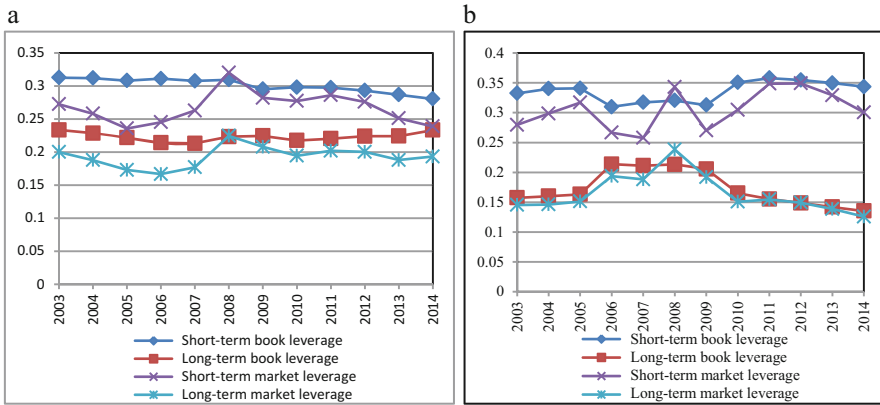 a
0.35
0.3
0.25
0.2
0.15
0.1
0.05
0
2003 2004 2005 2006 2007 2008 2009 2010 2011 2012 2013 2014
Short-term book leverage
Long-term book leverage
Short-term market leverage
Long-term market leverage
b
0.4
0.35
0.3
0.25
0.2
0.15
0.1
0.05
0
2003 2004 2005 2006 2007 2008 2009 2010 2011 2012 2013 2014
Short-term book leverage
Long-term book leverage
Short-term market leverage
Long-term market leverage